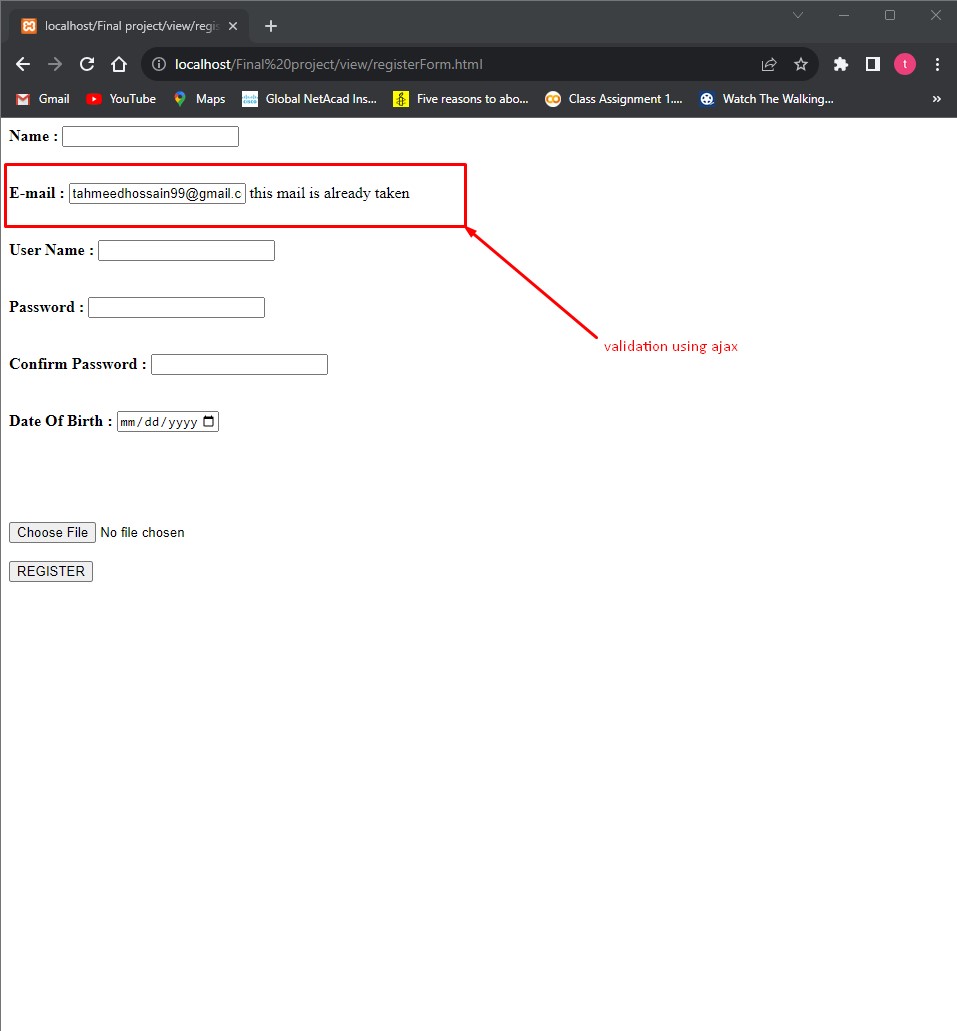 localhost/Final project/view/regis
localhost/Final%20project/view/registerForm.html
t
Gmail YouTube Maps Global NetAcad Ins... Five reasons to abo... Class Assignment 1.... Watch The Walking... »
Name :
E-mail : tahmeedhossain99@gmail.c this mail is already taken
User Name :
Password :
validation using ajax
Confirm Password :
Date Of Birth : mm/dd/yyyy
Choose File No file chosen
REGISTER